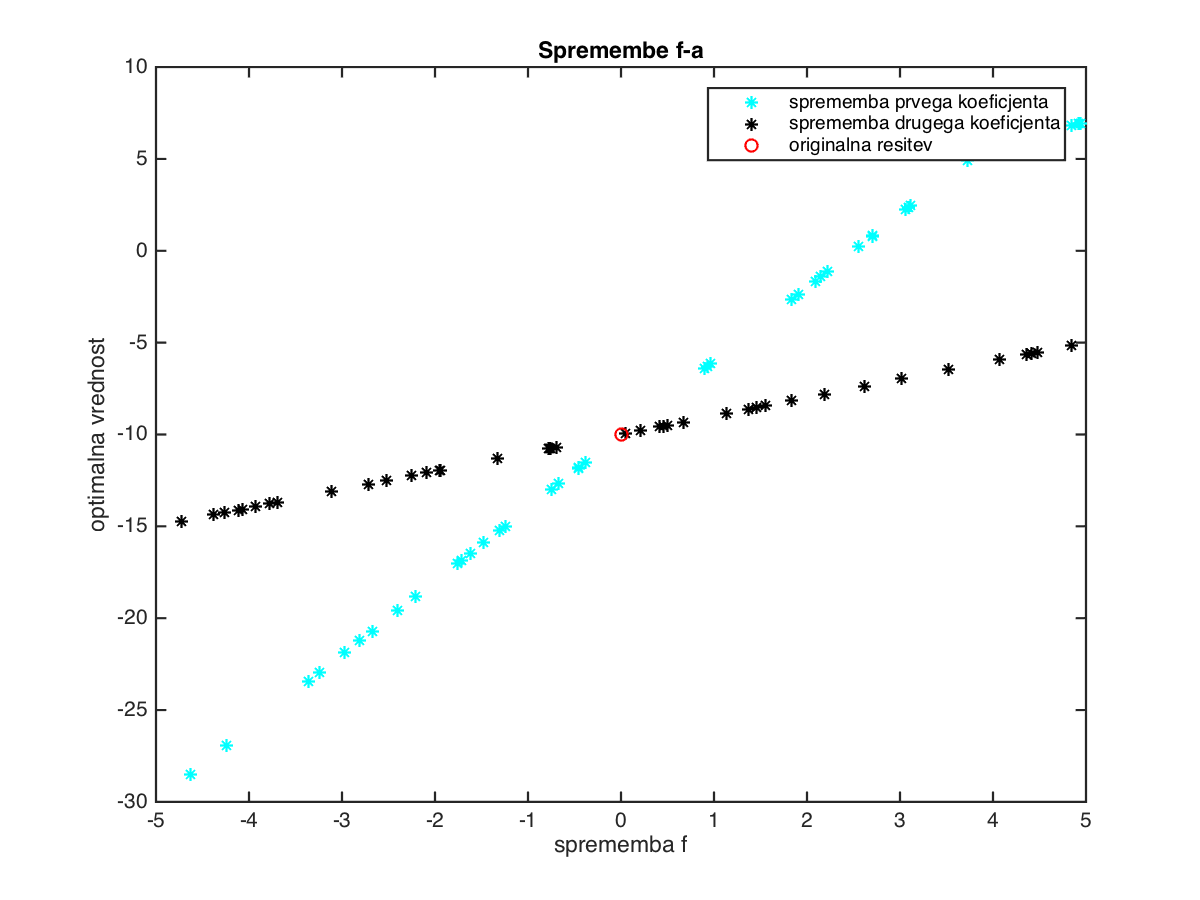 Spremembe f-a
10
5
0
-5
-10
-15
-20
-25
-30
optimalna vrednost
sprememba prvega koeficjenta
sprememba drugega koeficjenta
originalna resitev
-5 -4 -3 -2 -1 0 1 2 3 4 5
sprememba f